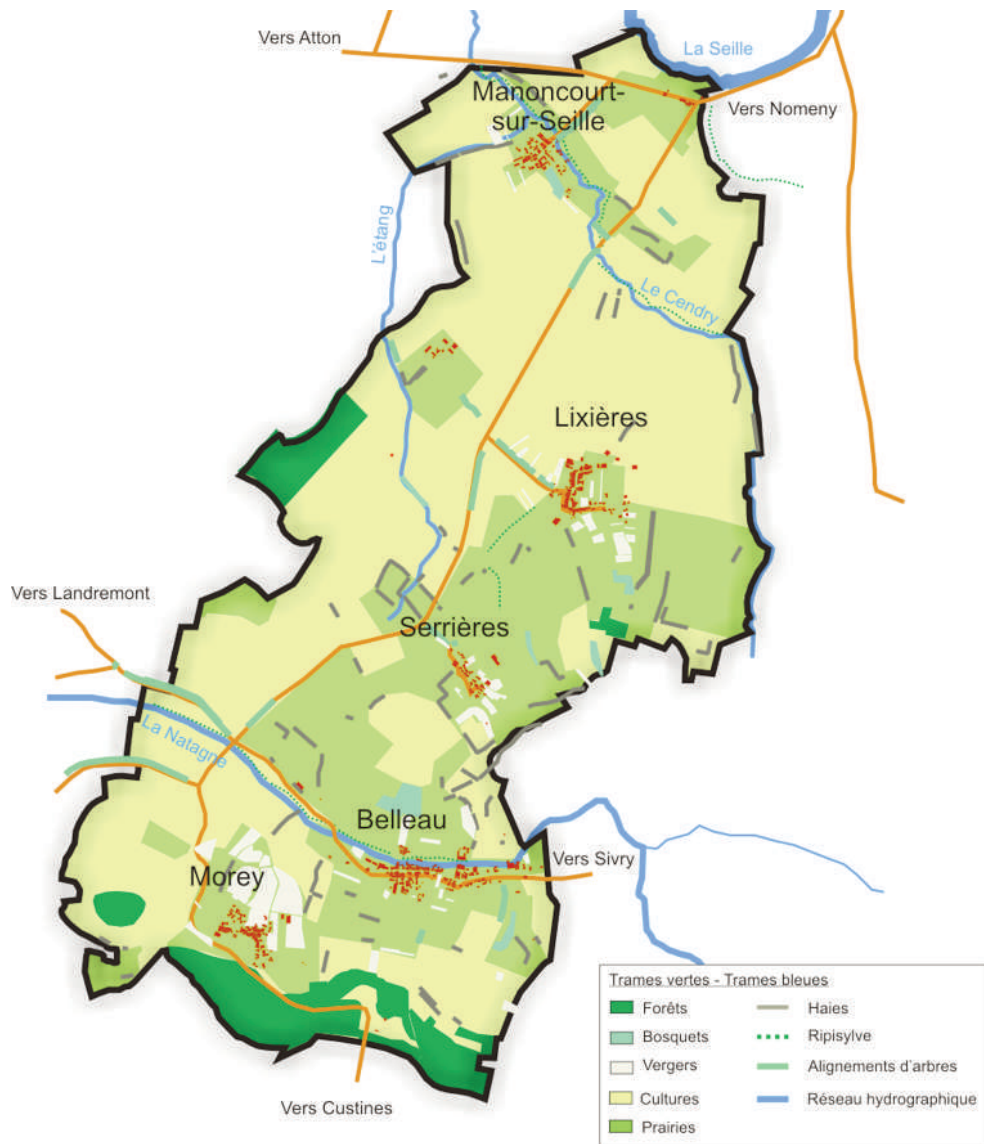 Vers Atton
La Seille
Manoncourt-
sur-Seille
Vers Nomeny
L'étang
Le Cendry
Lixières
Vers Landremont
Serrières
La Natagne
Belleau
Vers Sivry
Morey
Vers Custines
Trames vertes - Trames bleues
Forêts
Haies
Bosquets
Ripisylve
Vergers
Alignements d'arbres
Cultures
Réseau hydrographique
Prairies